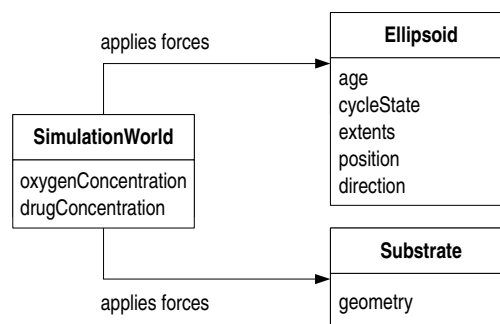 applies forces
SimulationWorld
oxygenConcentration
drugConcentration
applies forces
Ellipsoid
age
cycleState
extents
position
direction
Substrate
geometry